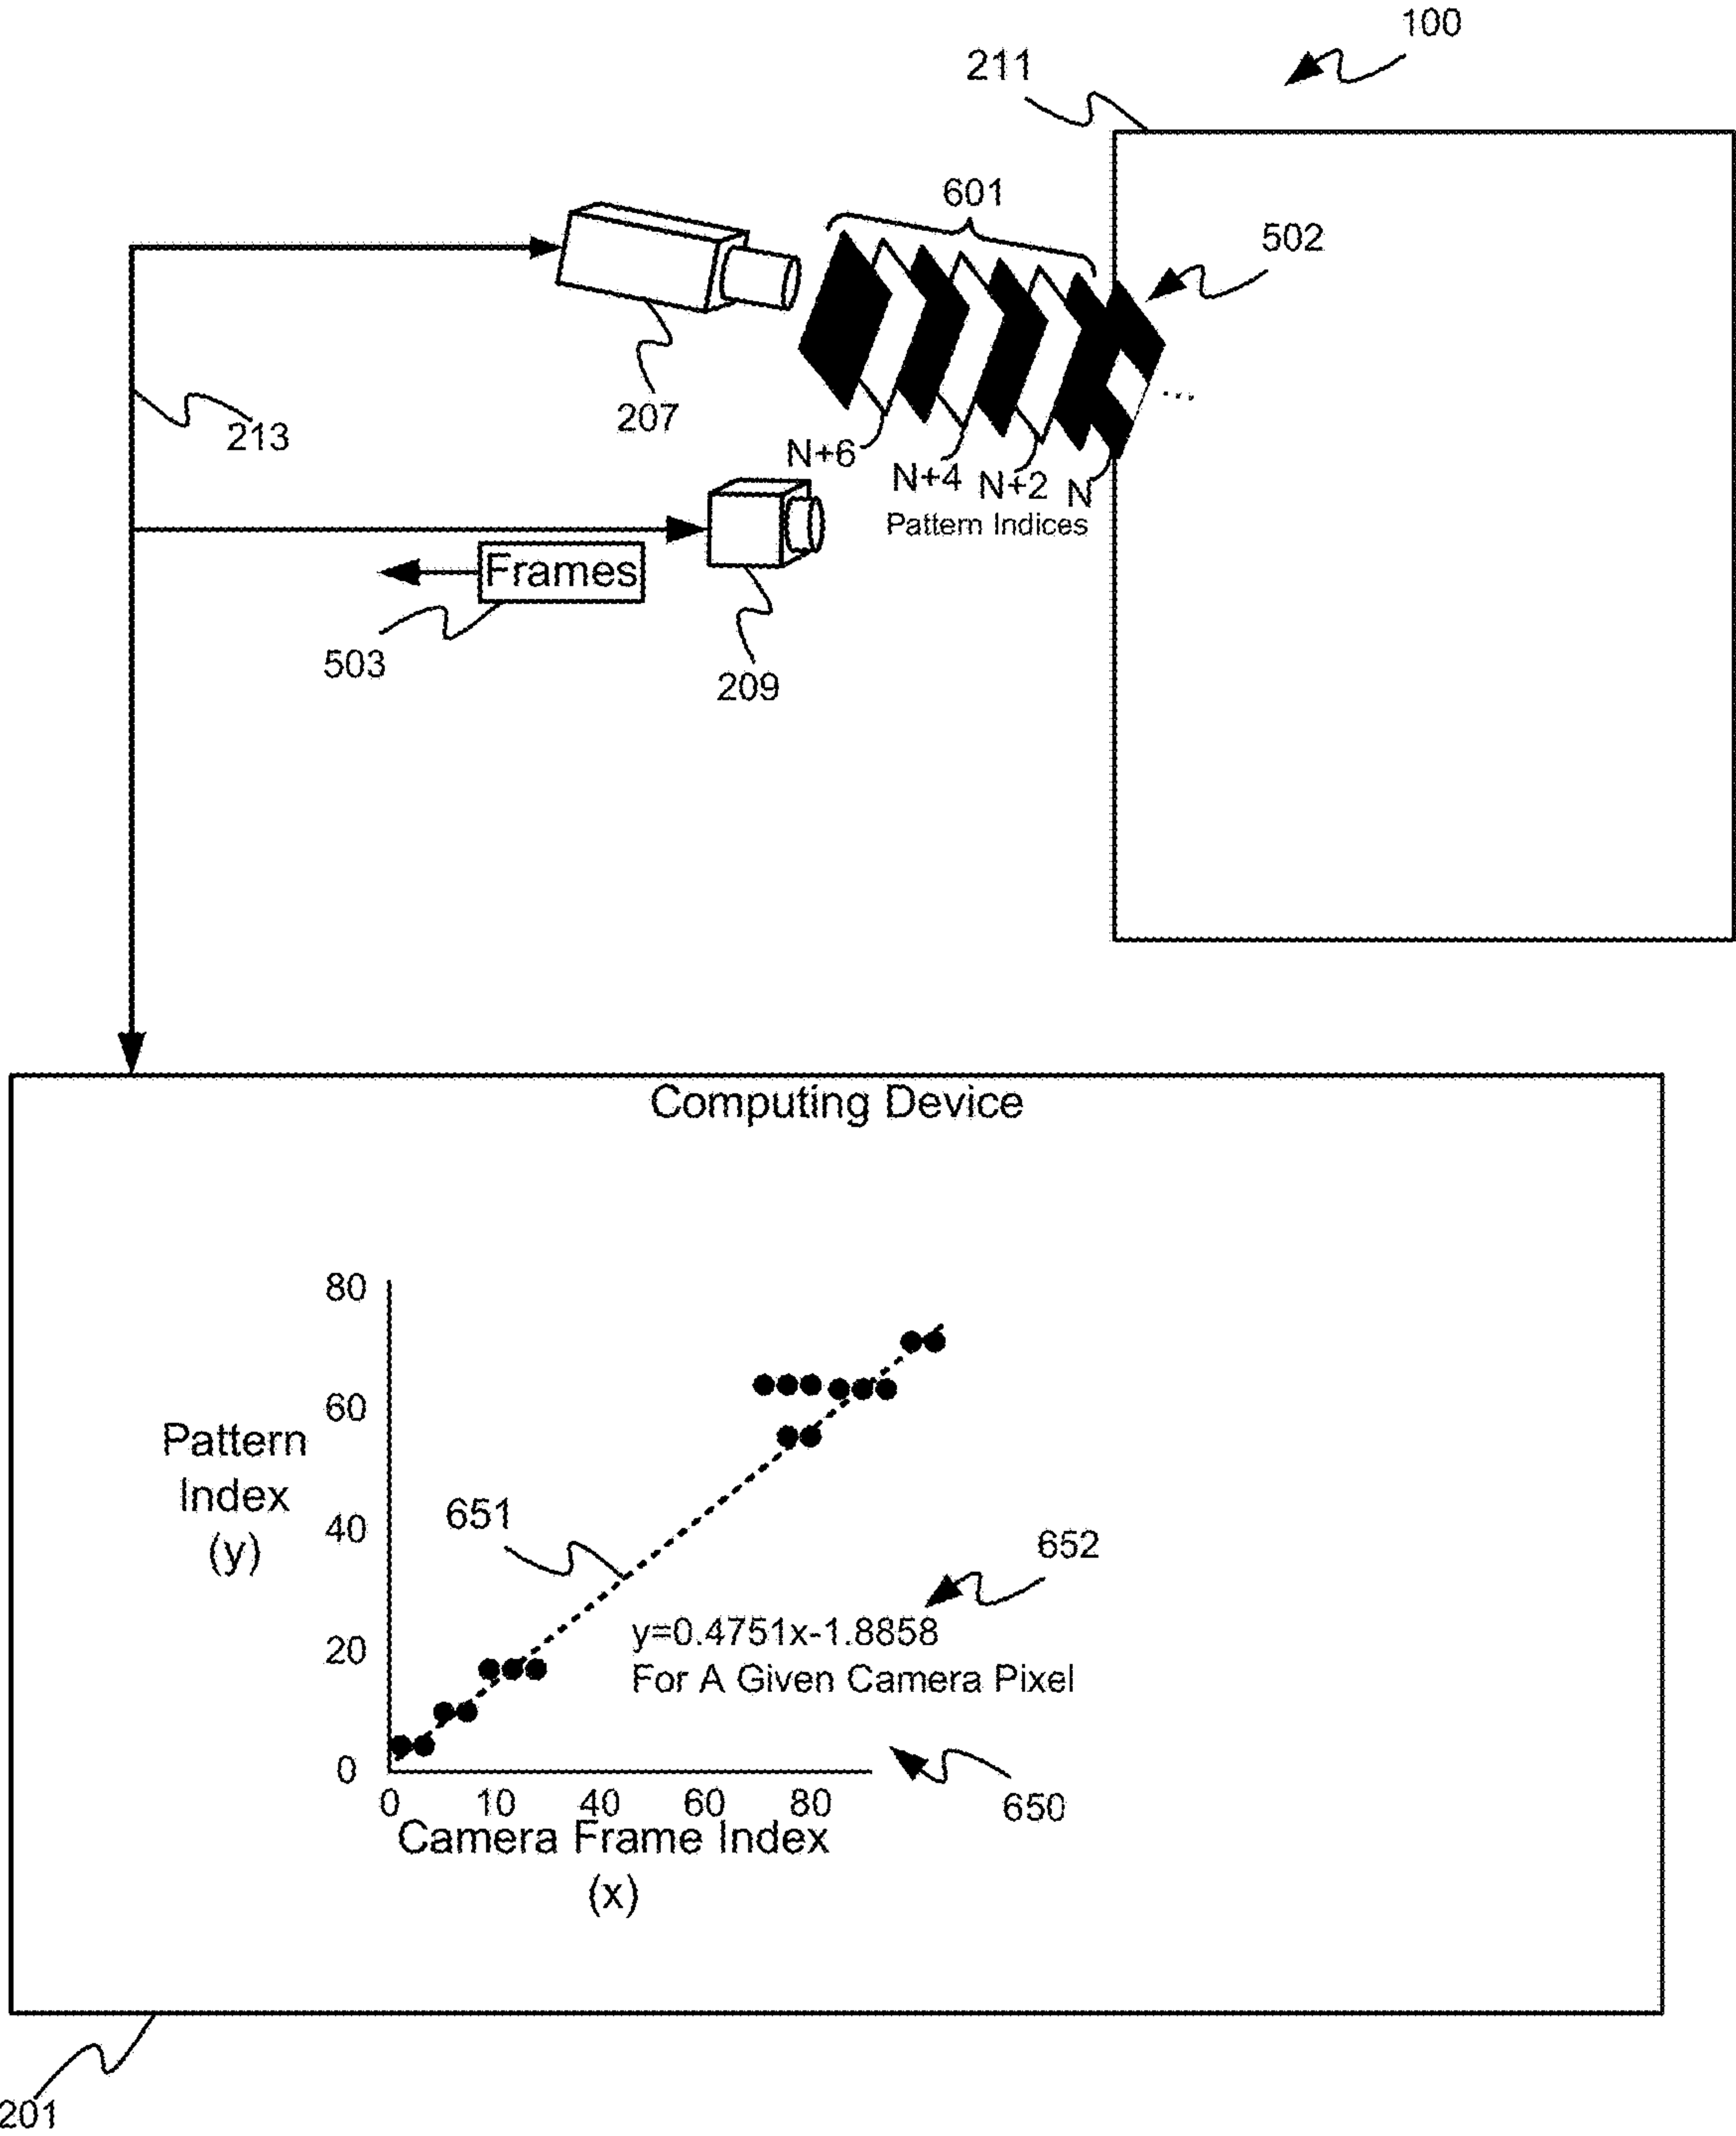 100
211
601
502
207
213
N+6
N+4
N+2
N
Pattern Indices
Frames
503
209
Computing Device
80
60
Pattern
Index
(y)
651
40
652
y=0.4751x-1.8858
For A Given Camera Pixel
20
0
650
0 10 40 60 80
Camera Frame Index
(x)
201